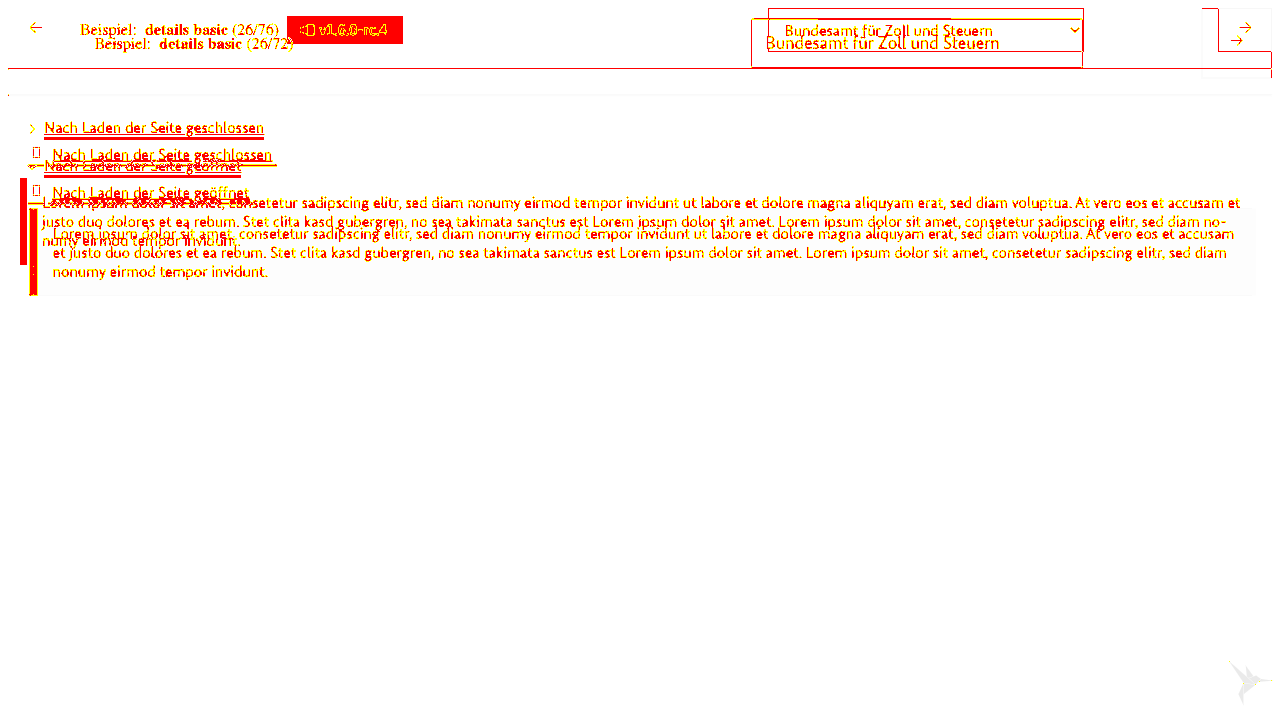 Beispiel: details basic (26/76) v1.6.0-rc.4 Bundesamt für Zoll und Steuern
Beispiel: details basic (26/72) Bundesamt für Zoll und Steuern
Nach Laden der Seite geschlossen
Nach Laden der Seite geschlossen
Nach Laden der Seite geöffnet
Nach Laden der Seite geöffnet
Lorem ipsum dolor sit amet, consetetur sadipscing elitr, sed diam nonumy eirmod tempor invidunt ut labore et dolore magna aliquyam erat, sed diam voluptua. At vero eos et accusam et
justo duo dolores et ea rebum. Stet clita kasd gubergren, no sea takimata sanctus est Lorem ipsum dolor sit amet. Lorem ipsum dolor sit amet, consetetur sadipscing elitr, sed diam no-
numy eirmod tempor invidunt.
Lorem ipsum dolor sit amet, consetetur sadipscing elitr, sed diam nonumy eirmod tempor invidunt ut labore et dolore magna aliquyam erat, sed diam voluptua. At vero eos et accusam
et justo duo dolores et ea rebum. Stet clita kasd gubergren, no sea takimata sanctus est Lorem ipsum dolor sit amet. Lorem ipsum dolor sit amet, consetetur sadipscing elitr, sed diam
nonumy eirmod tempor invidunt.